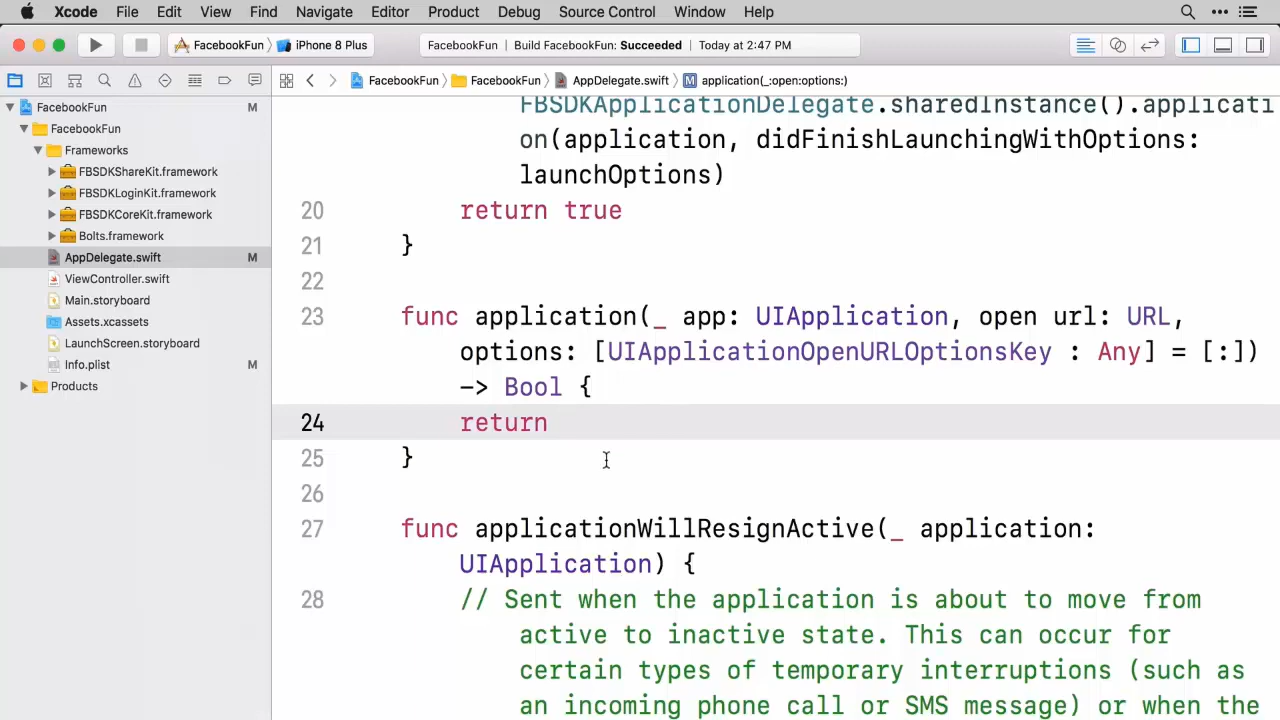 Xcode File Edit View Find Navigate Editor Product Debug Source Control Window Help
FacebookFun iPhone 8 Plus FacebookFun | Build FacebookFun: Succeeded | Today at 2:47 PM
FacebookFun FacebookFun AppDelegate.swift M application(_:open:options:)
FacebookFun M
FacebookFun
Frameworks
FBSDKShareKit.framework
FBSDKLoginKit.framework
FBSDKCoreKit.framework
Bolts.framework
AppDelegate.swift M
ViewController.swift
Main.storyboard
Assets.xcassets
LaunchScreen.storyboard
Info.plist M
Products
FBSDKApplicationDelegate.sharedInstance().applicati
on(application, didFinishLaunchingWithOptions:
launchOptions)
20 return true
21 }
22
23 func application(_ app: UIApplication, open url: URL,
options: [UIApplicationOpenURLOptionsKey : Any] = [:])
-> Bool {
24 return
25 }
26
27 func applicationWillResignActive(_ application:
UIApplication) {
28 // Sent when the application is about to move from
active to inactive state. This can occur for
certain types of temporary interruptions (such as
an incoming phone call or SMS message) or when the